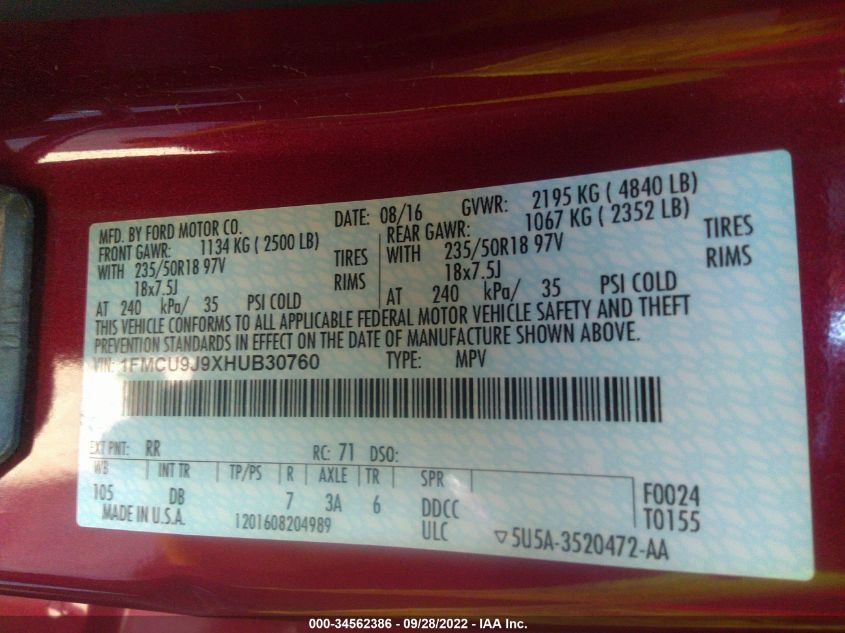 MFD. BY FORD MOTOR CO.
DATE: 08/16 GVWR: 2195 KG ( 4840 LB)
FRONT GAWR: 1134 KG ( 2500 LB)
WITH 235/50R18 97V TIRES
18x7.5J RIMS
AT 240 kPa/ 35 PSI COLD
REAR GAWR: 1067 KG ( 2352 LB)
WITH 235/50R18 97V TIRES
18x7.5J RIMS
AT 240 kPa/ 35 PSI COLD
THIS VEHICLE CONFORMS TO ALL APPLICABLE FEDERAL MOTOR VEHICLE SAFETY AND THEFT
PREVENTION STANDARDS IN EFFECT ON THE DATE OF MANUFACTURE SHOWN ABOVE.
VIN: 1FMCU9J9XHUB30760 TYPE: MPV
EXT PNT: RR RC: 71 DSO:
WB INT TR TP/PS R AXLE TR SPR
105 DB 7 3A 6 DDCC F0024
MADE IN U.S.A. 1201608204989 ULC T0155
▽5U5A-3520472-AA
000-34562386 - 09/28/2022 - IAA Inc.